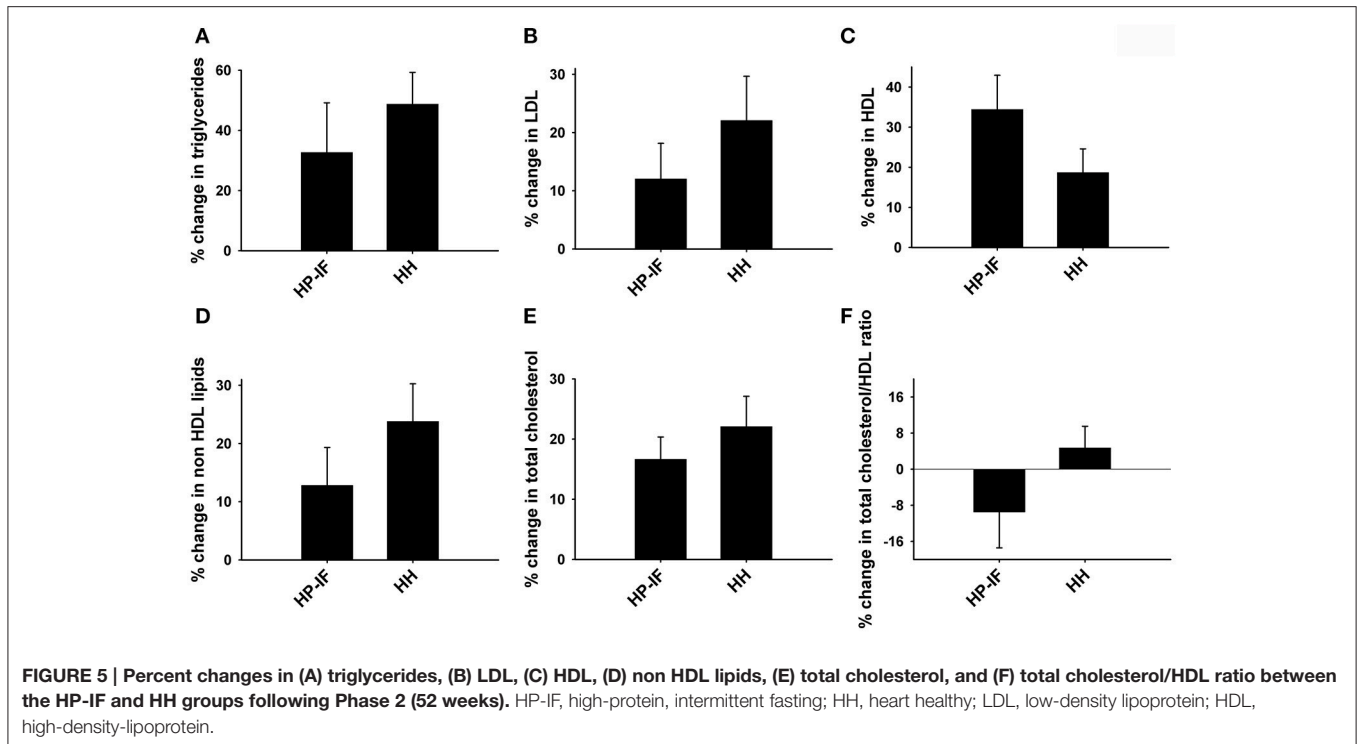 A
% change in triglycerides
60
40
20
0
HP-IF
HH
B
% change in LDL
30
20
10
0
HP-IF
HH
C
% change in HDL
40
30
20
10
0
HP-IF
HH
D
% change in non HDL lipids
30
20
10
0
HP-IF
HH
E
% change in total cholesterol
30
20
10
0
HP-IF
HH
F
% change in total cholesterol/HDL ratio
16
8
0
-8
-16
HP-IF
HH
FIGURE 5 | Percent changes in (A) triglycerides, (B) LDL, (C) HDL, (D) non HDL lipids, (E) total cholesterol, and (F) total cholesterol/HDL ratio between
the HP-IF and HH groups following Phase 2 (52 weeks). HP-IF, high-protein, intermittent fasting; HH, heart healthy; LDL, low-density lipoprotein; HDL,
high-density-lipoprotein.